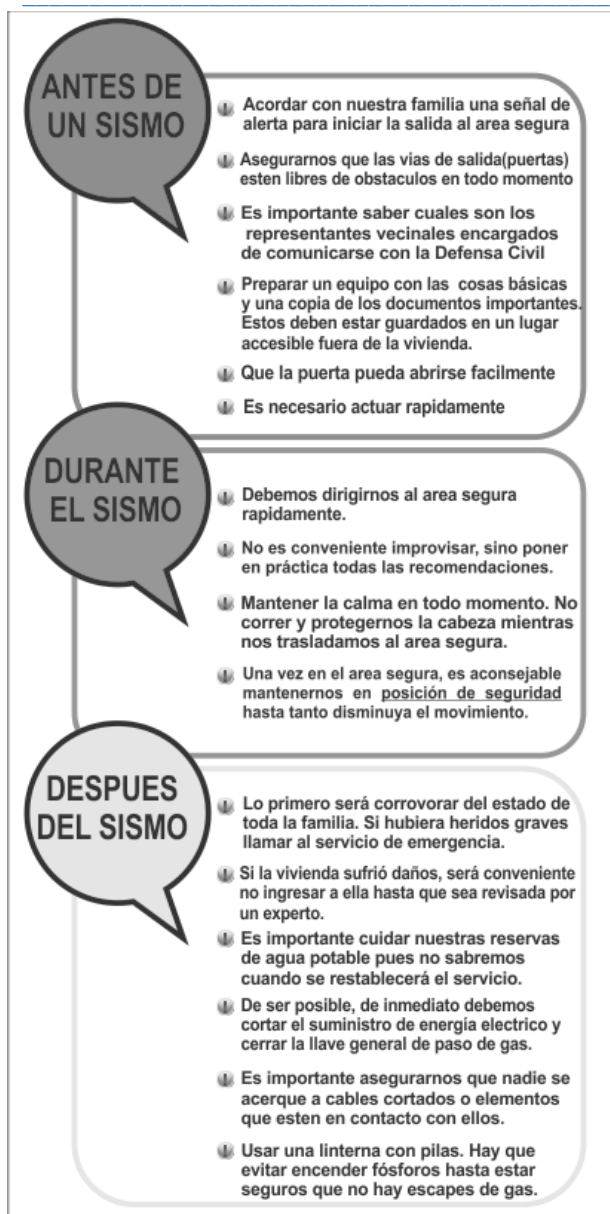 ANTES DE
UN SISMO
Acordar con nuestra familia una señal de
alerta para iniciar la salida al area segura
Asegurarnos que las vias de salida(puertas)
esten libres de obstaculos en todo momento
Es importante saber cuales son los
representantes vecinales encargados
de comunicarse con la Defensa Civil
Preparar un equipo con las cosas básicas
y una copia de los documentos importantes.
Estos deben estar guardados en un lugar
accesible fuera de la vivienda.
Que la puerta pueda abrirse facilmente
Es necesario actuar rapidamente
DURANTE
EL SISMO
Debemos dirigirnos al area segura
rapidamente.
No es conveniente improvisar, sino poner
en práctica todas las recomendaciones.
Mantener la calma en todo momento. No
correr y protegernos la cabeza mientras
nos trasladamos al area segura.
Una vez en el area segura, es aconsejable
mantenernos en posición de seguridad
hasta tanto disminuya el movimiento.
DESPUES
DEL SISMO
Lo primero será corrovorar del estado de
toda la familia. Si hubiera heridos graves
llamar al servicio de emergencia.
Si la vivienda sufrió daños, será conveniente
no ingresar a ella hasta que sea revisada por
un experto.
Es importante cuidar nuestras reservas
de agua potable pues no sabremos
cuando se restablecerá el servicio.
De ser posible, de inmediato debemos
cortar el suministro de energía electrico y
cerrar la llave general de paso de gas.
Es importante asegurarnos que nadie se
acerque a cables cortados o elementos
que esten en contacto con ellos.
Usar una linterna con pilas. Hay que
evitar encender fósforos hasta estar
seguros que no hay escapes de gas.